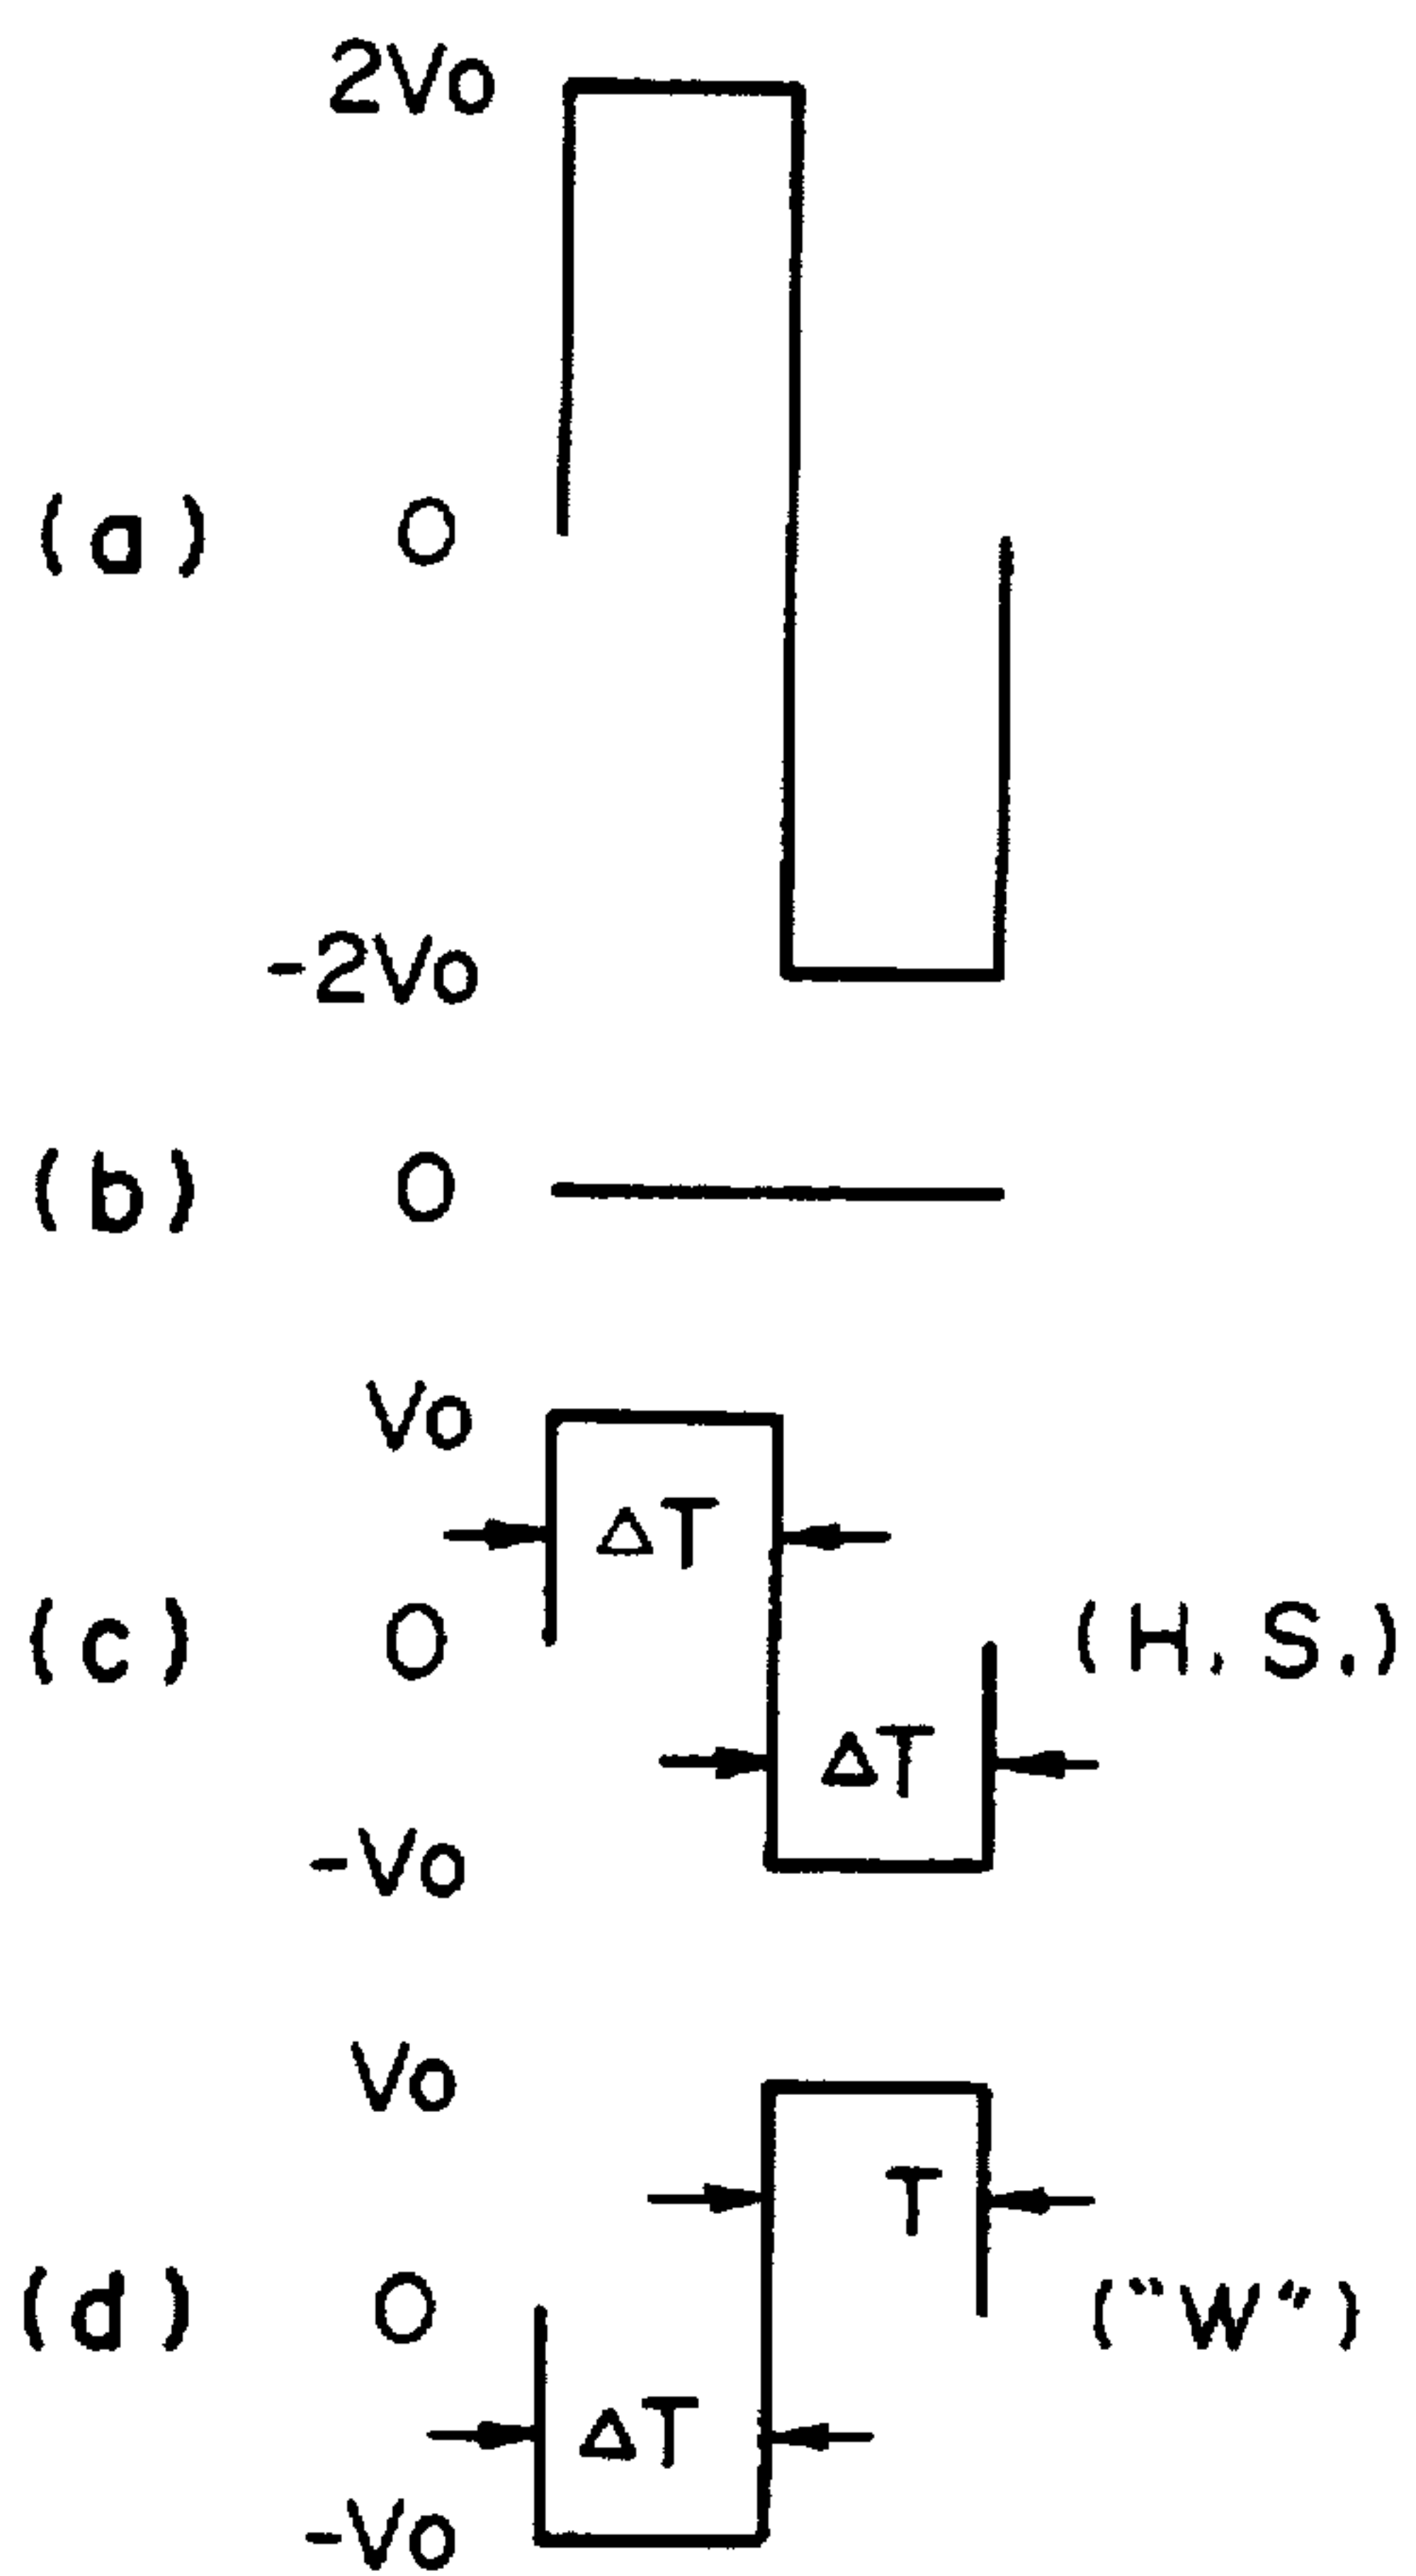 2Vo
(a) O
-2Vo
(b) O
Vo
ΔT
(c) O (H. S.)
ΔT
-Vo
Vo
T
(d) O ("W")
ΔT
-Vo